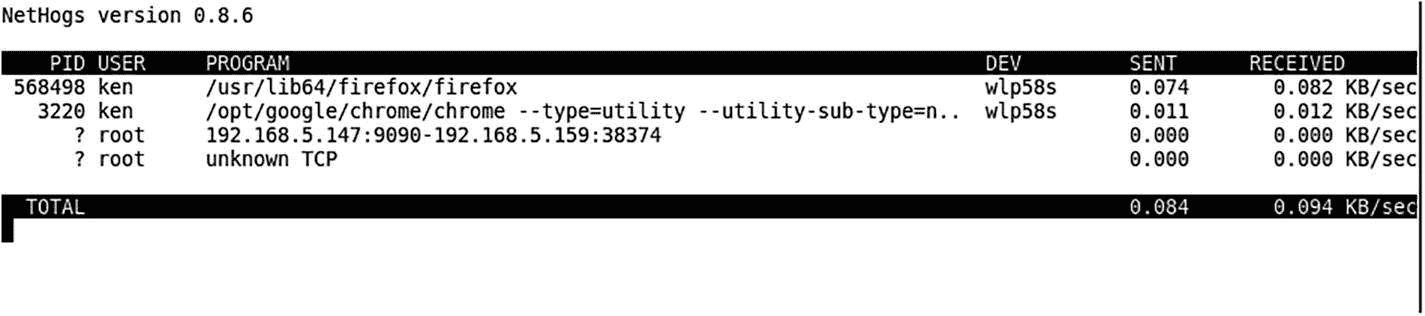 NetHogs version 0.8.6
PID USER PROGRAM DEV SENT RECEIVED
568498 ken /usr/lib64/firefox/firefox wlp58s 0.074 0.082 KB/sec
3220 ken /opt/google/chrome/chrome --type=utility --utility-sub-type=n.. wlp58s 0.011 0.012 KB/sec
? root 192.168.5.147:9090-192.168.5.159:38374 0.000 0.000 KB/sec
? root unknown TCP 0.000 0.000 KB/sec
TOTAL 0.084 0.094 KB/sec